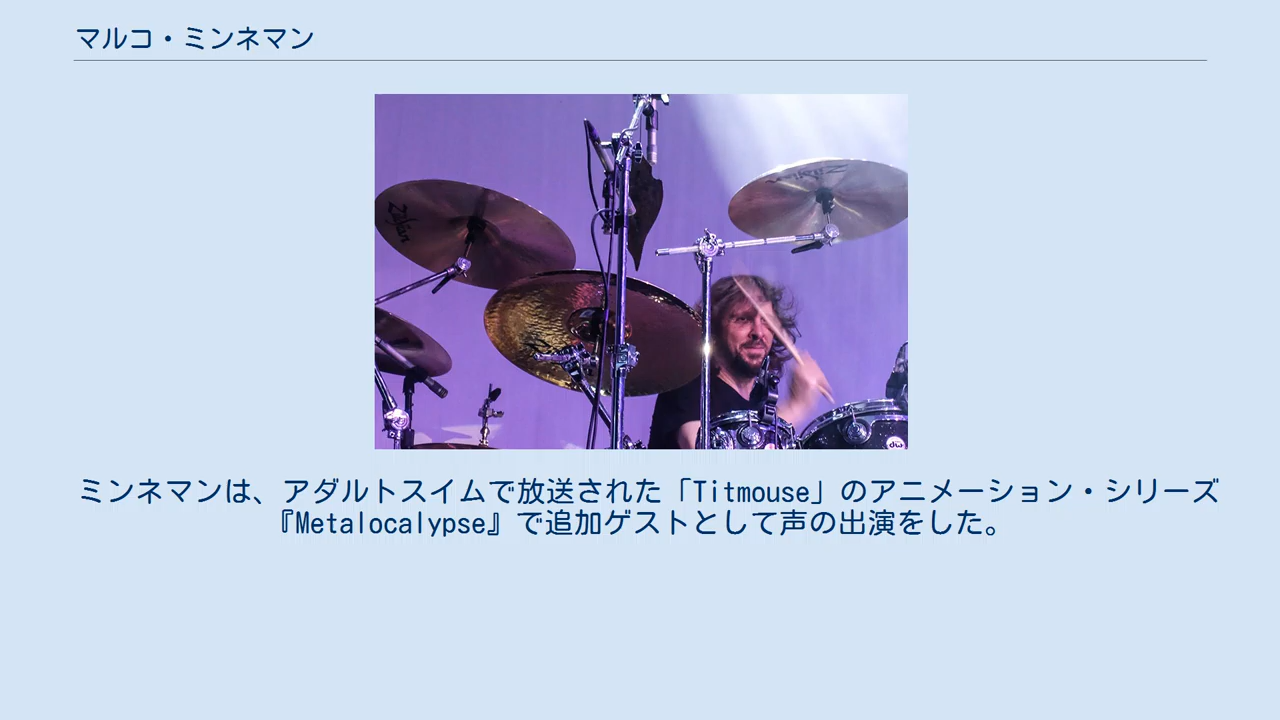 マルコ・ミンネマン
Zildjian
Zildjian
dw
ミンネマンは、アダルトスイムで放送された「Titmouse」のアニメーション・シリーズ
『Metalocalypse』で追加ゲストとして声の出演をした。